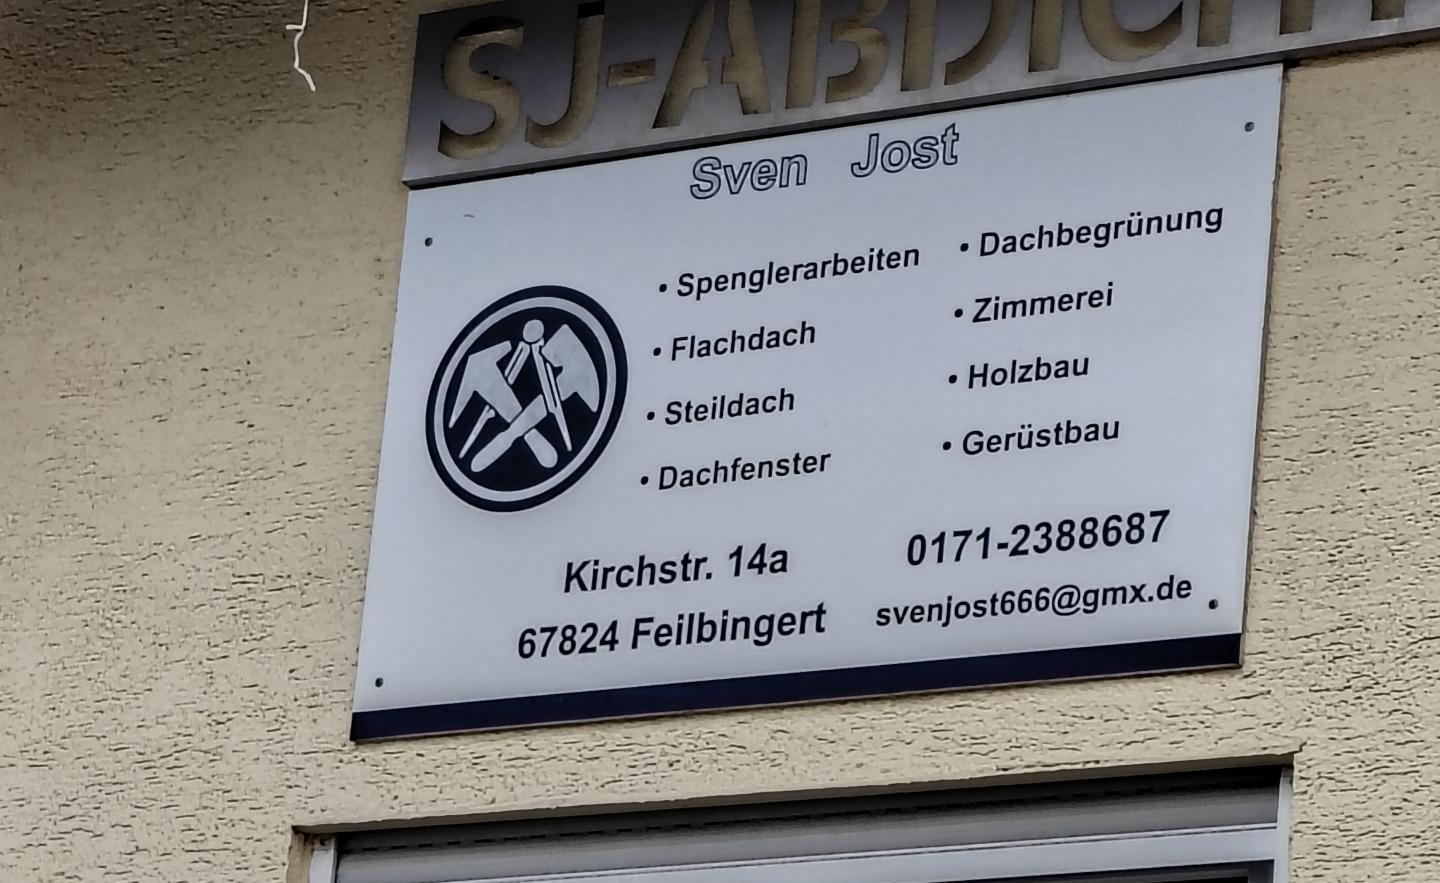 SJ-ABDICHT
Sven Jost
• Spenglerarbeiten
• Flachdach
• Steildach
• Dachfenster
• Dachbegrünung
• Zimmerei
• Holzbau
• Gerüstbau
Kirchstr. 14a
67824 Feilbingert
0171-2388687
svenjost666@gmx.de